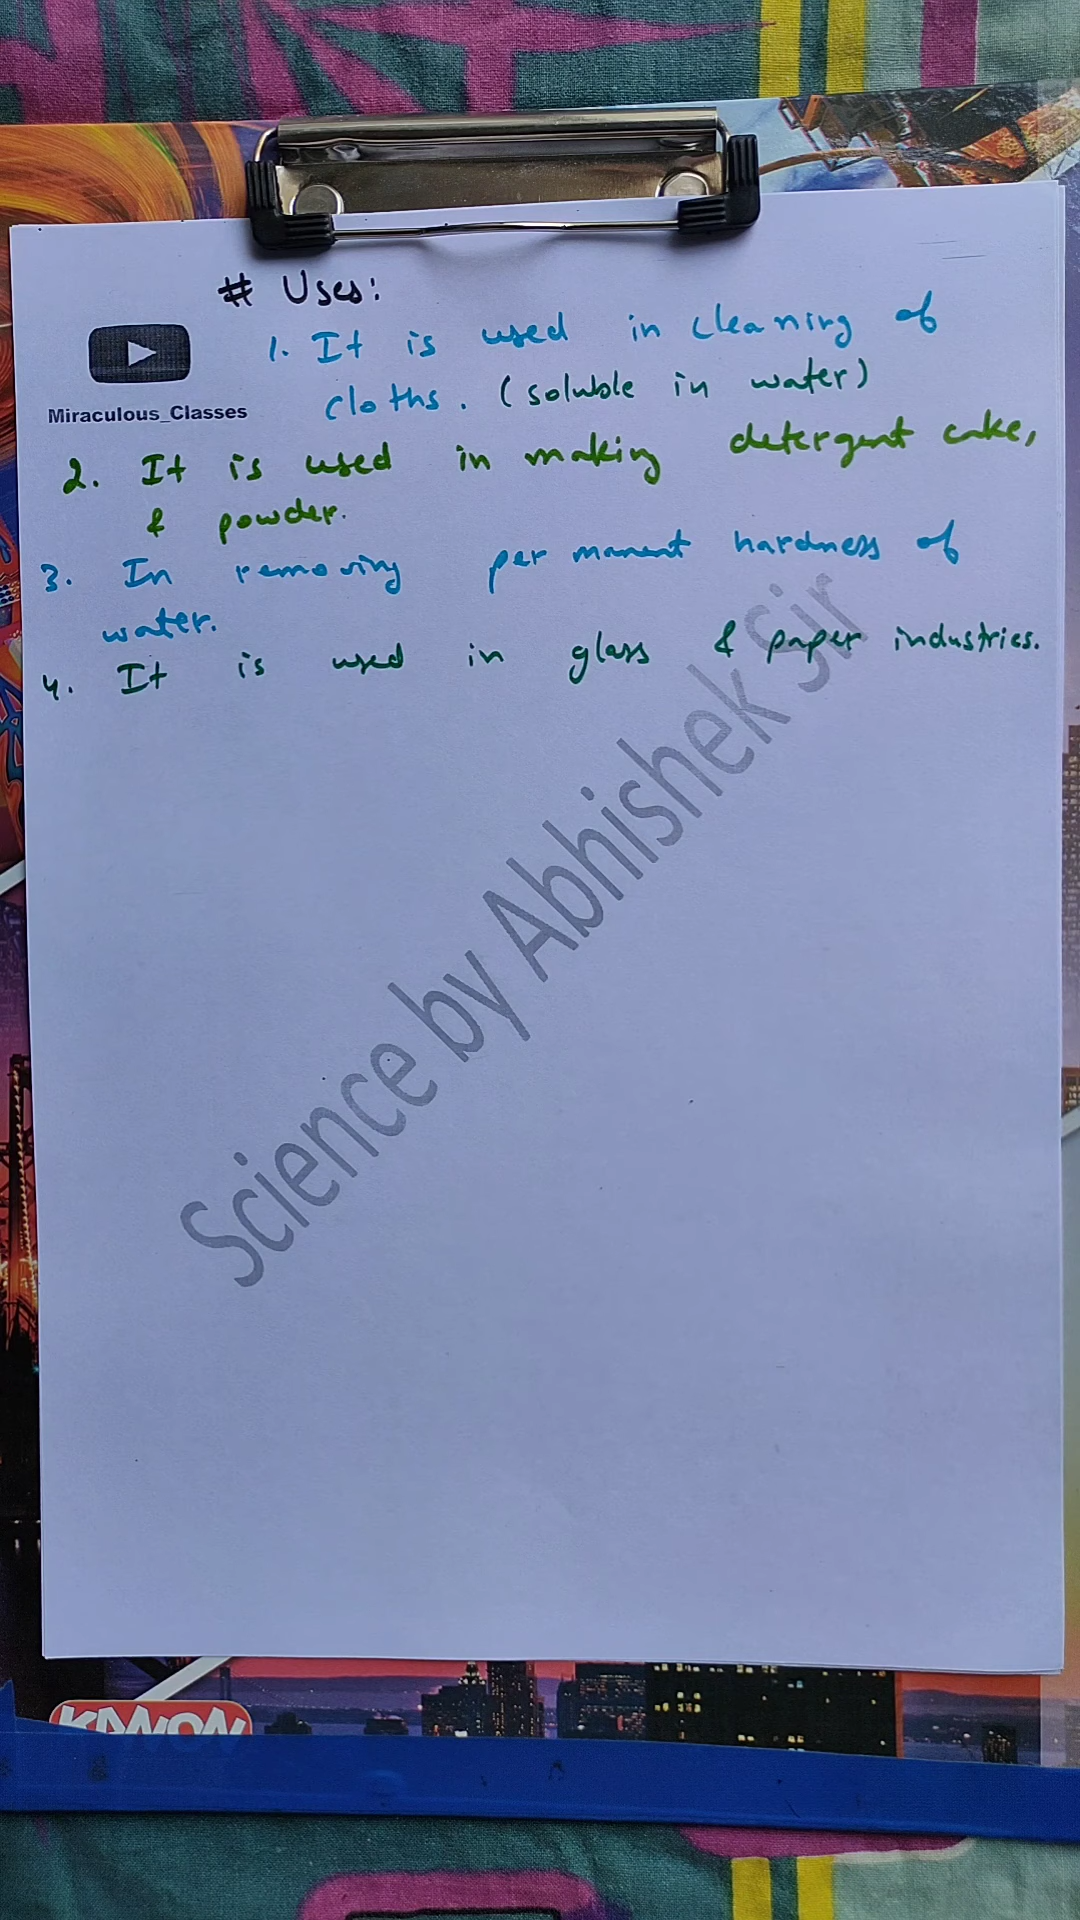 # Uses:
1. It is used in cleaning of
cloths. (soluble in water)
Miraculous_Classes
2. It is used in making detergent cake,
& powder.
3. In removing permanent hardness of
water.
4. It is used in glass & paper industries.
Science by Abhishek Sir